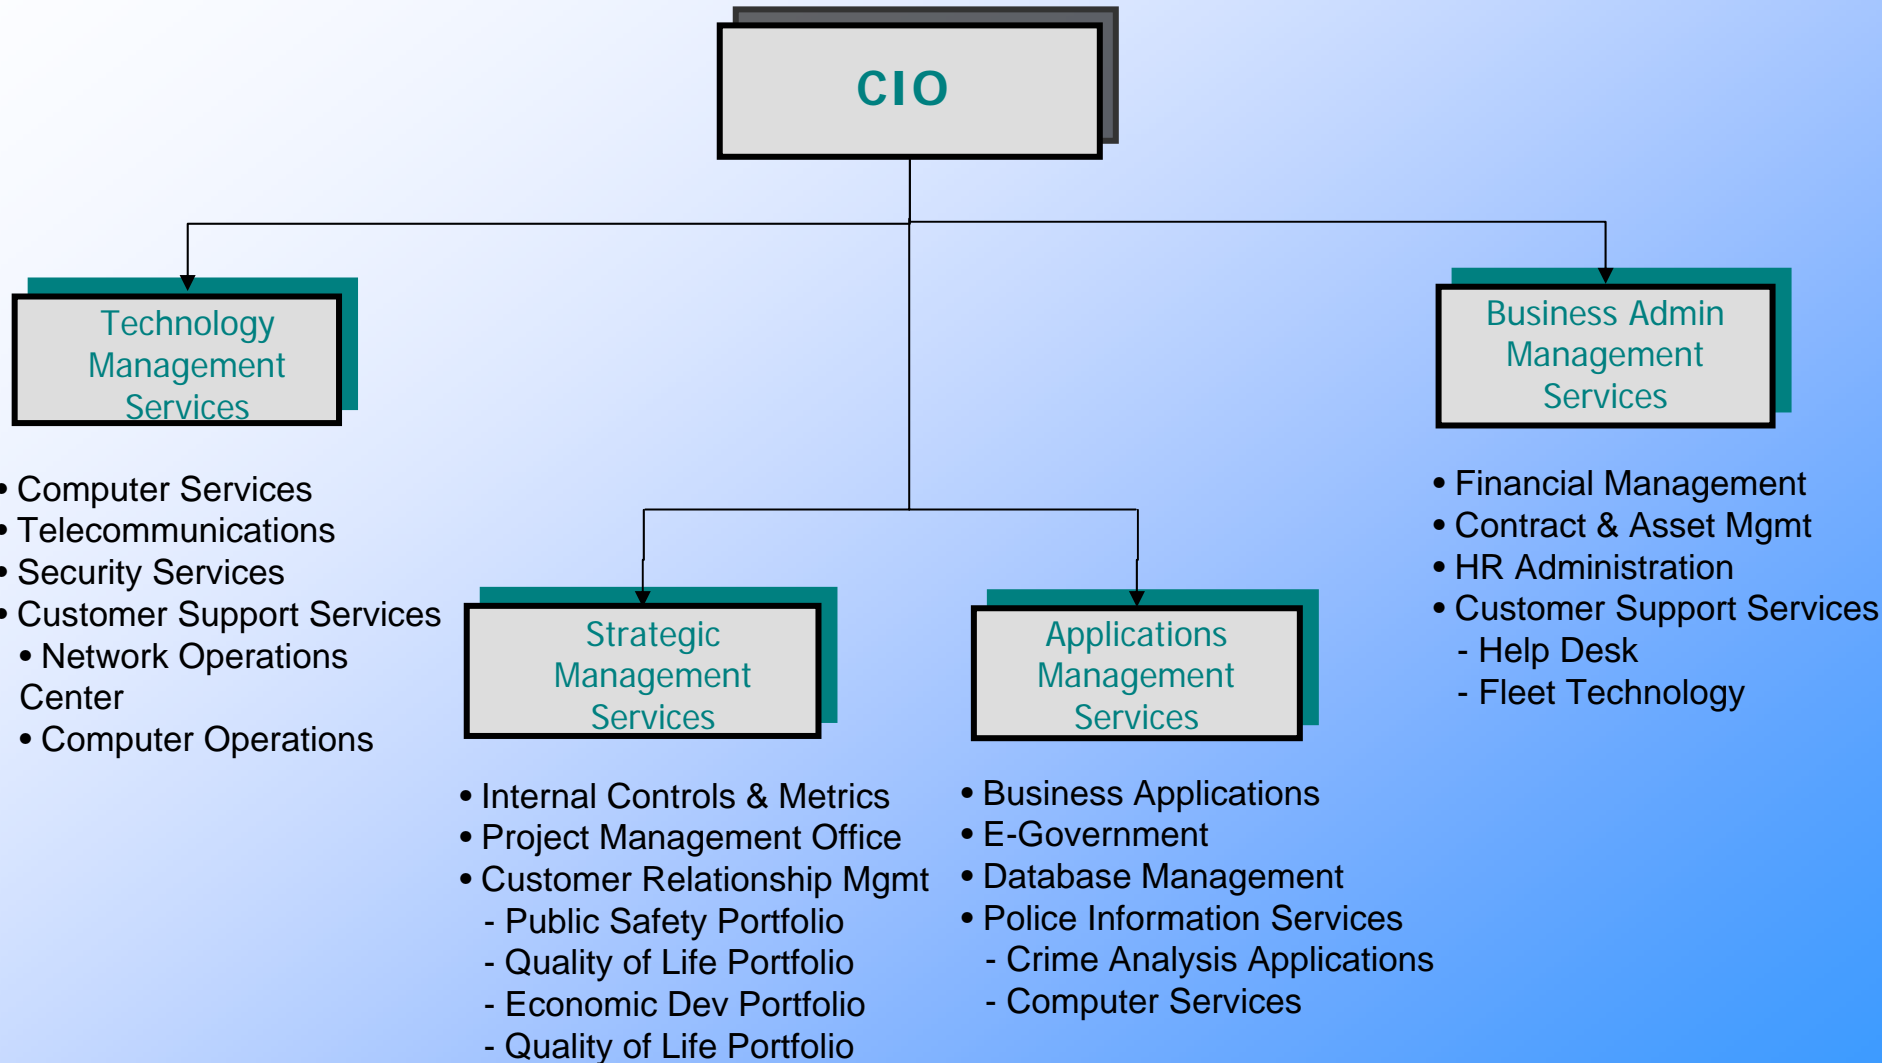 CIO
Technology
Management
Services
• Computer Services
• Telecommunications
• Security Services
• Customer Support Services
• Network Operations
Center
• Computer Operations
Strategic
Management
Services
• Internal Controls & Metrics
• Project Management Office
• Customer Relationship Mgmt
- Public Safety Portfolio
- Quality of Life Portfolio
- Economic Dev Portfolio
- Quality of Life Portfolio
Applications
Management
Services
• Business Applications
• E-Government
• Database Management
• Police Information Services
- Crime Analysis Applications
- Computer Services
Business Admin
Management
Services
• Financial Management
• Contract & Asset Mgmt
• HR Administration
• Customer Support Services
- Help Desk
- Fleet Technology